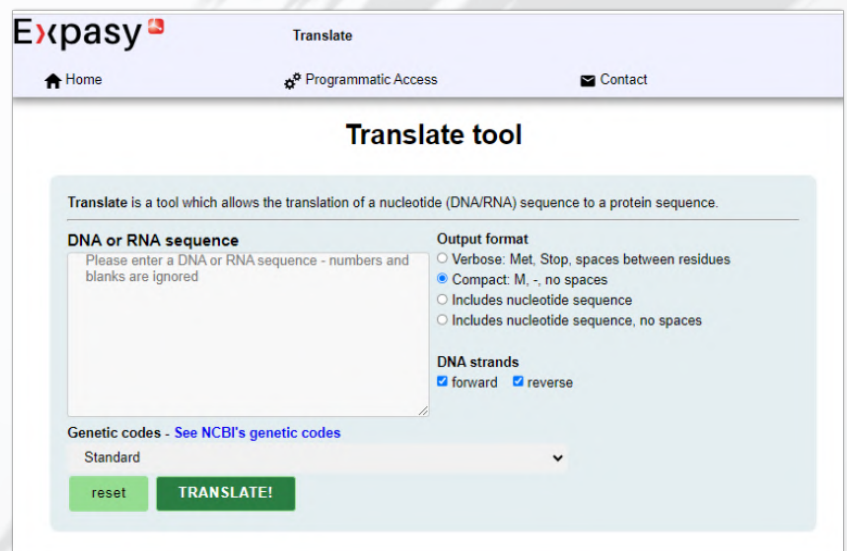 Expasy
Translate
Home
Programmatic Access
Contact
Translate tool
Translate is a tool which allows the translation of a nucleotide (DNA/RNA) sequence to a protein sequence.
DNA or RNA sequence
Please enter a DNA or RNA sequence - numbers and
blanks are ignored
Output format
Verbose: Met, Stop, spaces between residues
Compact: M, -, no spaces
Includes nucleotide sequence
Includes nucleotide sequence, no spaces
DNA strands
forward reverse
Genetic codes - See NCBI's genetic codes
Standard
reset TRANSLATE!